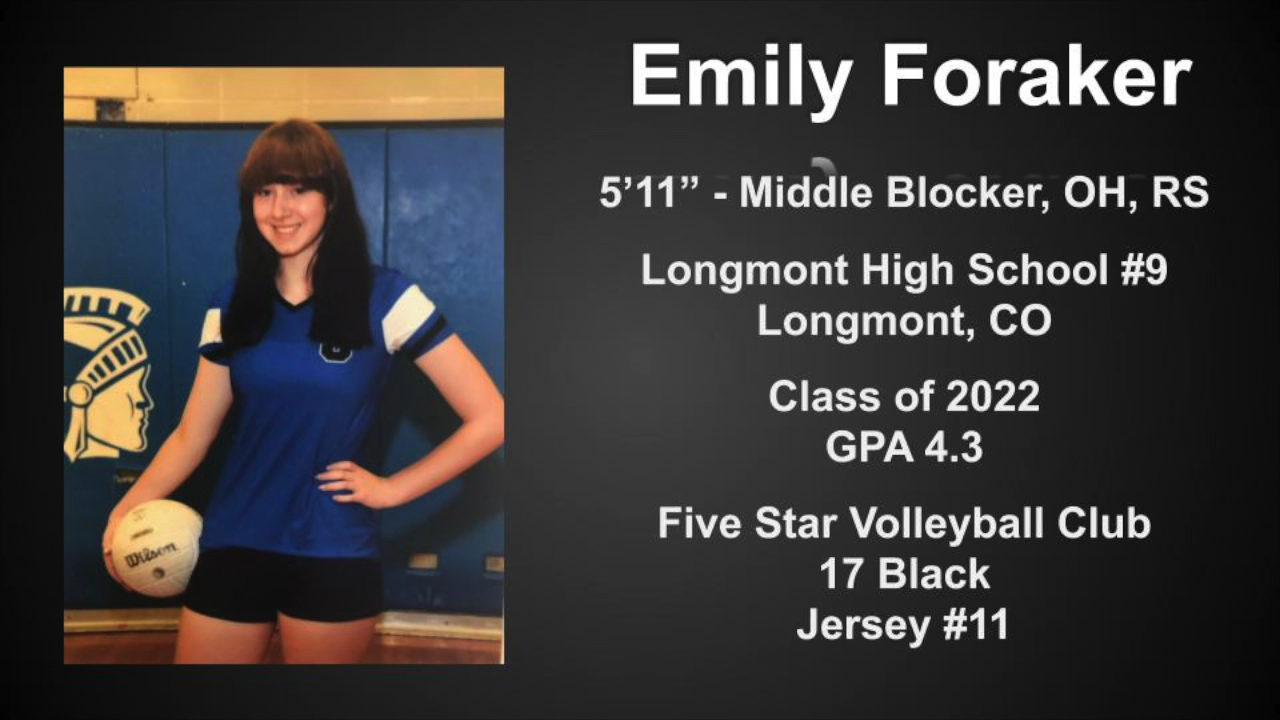 Emily Foraker
5’11” - Middle Blocker, OH, RS
Longmont High School #9
Longmont, CO
Class of 2022
GPA 4.3
Five Star Volleyball Club
17 Black
Jersey #11
Wilson